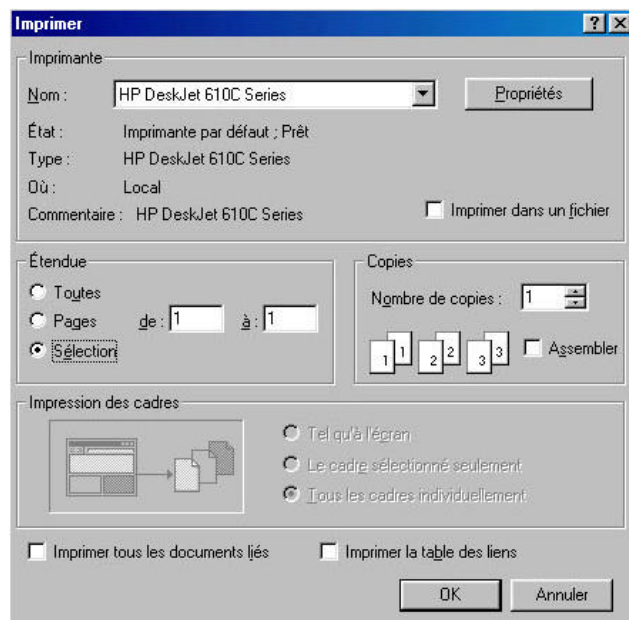 Imprimer
Imprimante
Nom : HP DeskJet 610C Series Propriétés
État : Imprimante par défaut ; Prêt
Type : HP DeskJet 610C Series
Où : Local
Commentaire : HP DeskJet 610C Series Imprimer dans un fichier
Étendue
Toutes
Pages de : 1 à : 1
Sélection
Copies
Nombre de copies : 1
1 1 2 2 3 3 Assembler
Impression des cadres
Tel qu'à l'écran
Le cadre sélectionné seulement
Tous les cadres individuellement
Imprimer tous les documents liés Imprimer la table des liens
OK Annuler